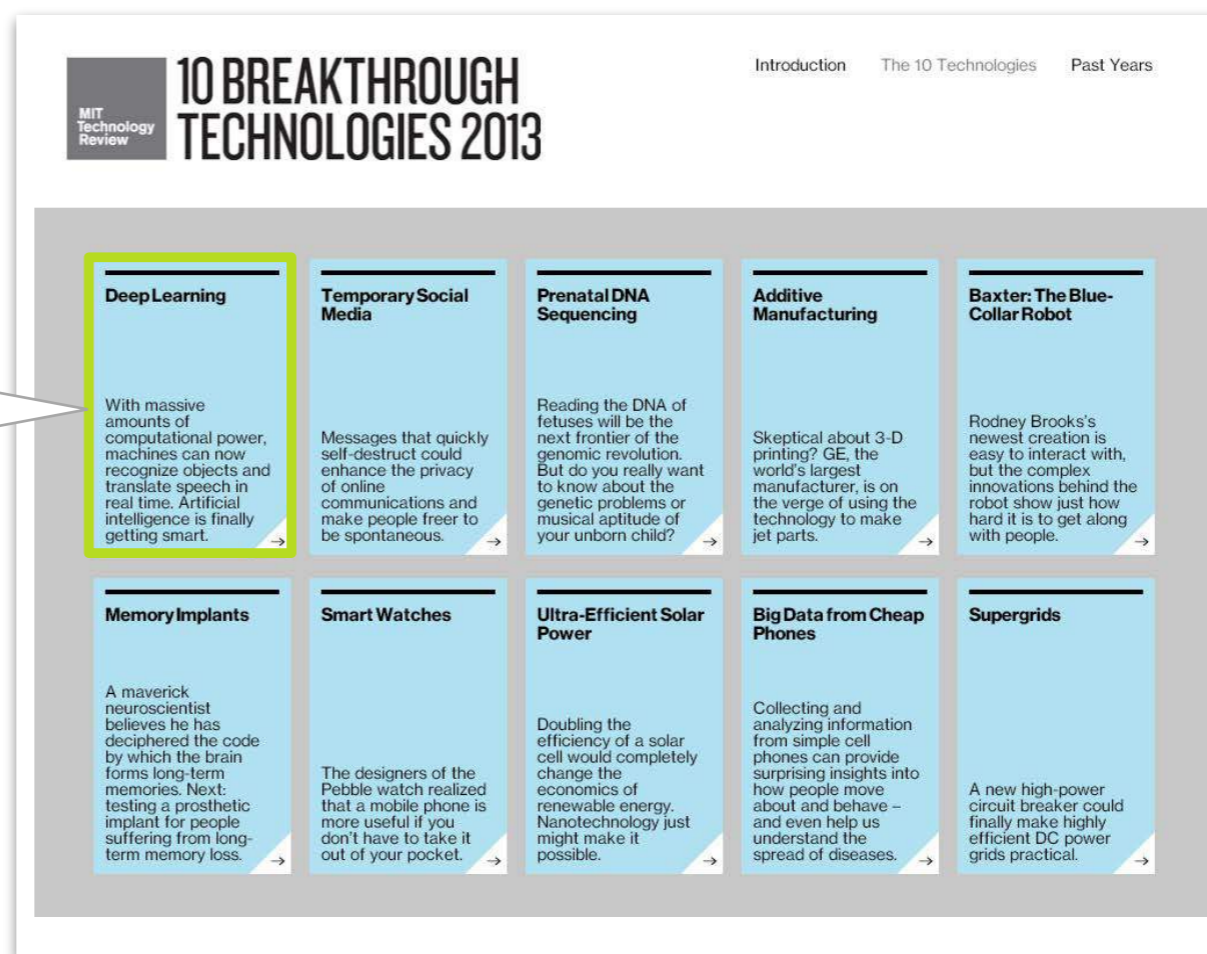 MIT
Technology
Review
10 BREAKTHROUGH
TECHNOLOGIES 2013
Introduction The 10 Technologies Past Years
Deep Learning
With massive
amounts of
computational power,
machines can now
recognize objects and
translate speech in
real time. Artificial
intelligence is finally
getting smart. →
Temporary Social
Media
Messages that quickly
self-destruct could
enhance the privacy
of online
communications and
make people freer to
be spontaneous. →
Prenatal DNA
Sequencing
Reading the DNA of
fetuses will be the
next frontier of the
genomic revolution.
But do you really want
to know about the
genetic problems or
musical aptitude of
your unborn child? →
Additive
Manufacturing
Skeptical about 3-D
printing? GE, the
world's largest
manufacturer, is on
the verge of using the
technology to make
jet parts. →
Baxter: The Blue-
Collar Robot
Rodney Brooks's
newest creation is
easy to interact with,
but the complex
innovations behind the
robot show just how
hard it is to get along
with people. →
Memory Implants
A maverick
neuroscientist
believes he has
deciphered the code
by which the brain
forms long-term
memories. Next:
testing a prosthetic
implant for people
suffering from long-
term memory loss. →
Smart Watches
The designers of the
Pebble watch realized
that a mobile phone is
more useful if you
don't have to take it
out of your pocket. →
Ultra-Efficient Solar
Power
Doubling the
efficiency of a solar
cell would completely
change the
economics of
renewable energy.
Nanotechnology just
might make it
possible. →
Big Data from Cheap
Phones
Collecting and
analyzing information
from simple cell
phones can provide
surprising insights into
how people move
about and behave –
and even help us
understand the
spread of diseases. →
Supergrids
A new high-power
circuit breaker could
finally make highly
efficient DC power
grids practical. →